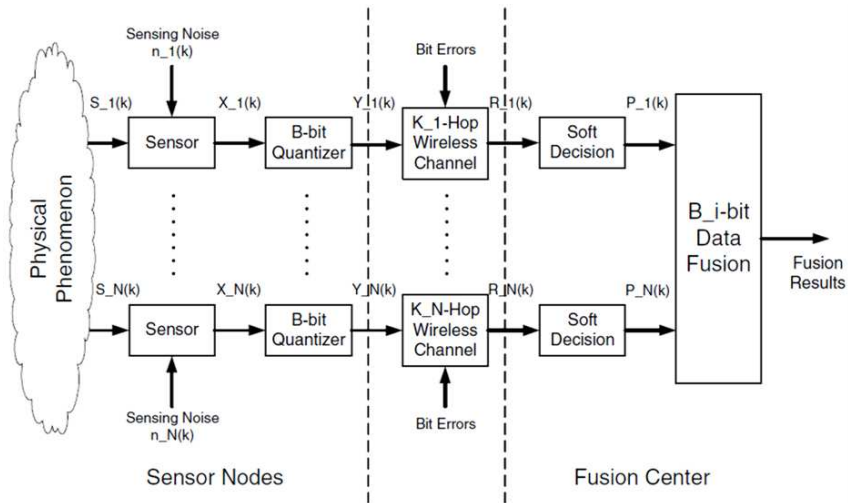 Sensing Noise
n_1(k)
Bit Errors
S_1(k)
X_1(k)
Y_1(k)
R_1(k)
P_1(k)
Sensor
B-bit
Quantizer
K_1-Hop
Wireless
Channel
Soft
Decision
Physical
Phenomenon
B_i-bit
Data
Fusion
Fusion
Results
S_N(k)
X_N(k)
Y_N(k)
R_N(k)
P_N(k)
Sensor
B-bit
Quantizer
K_N-Hop
Wireless
Channel
Soft
Decision
Sensing Noise
n_N(k)
Bit Errors
Sensor Nodes
Fusion Center